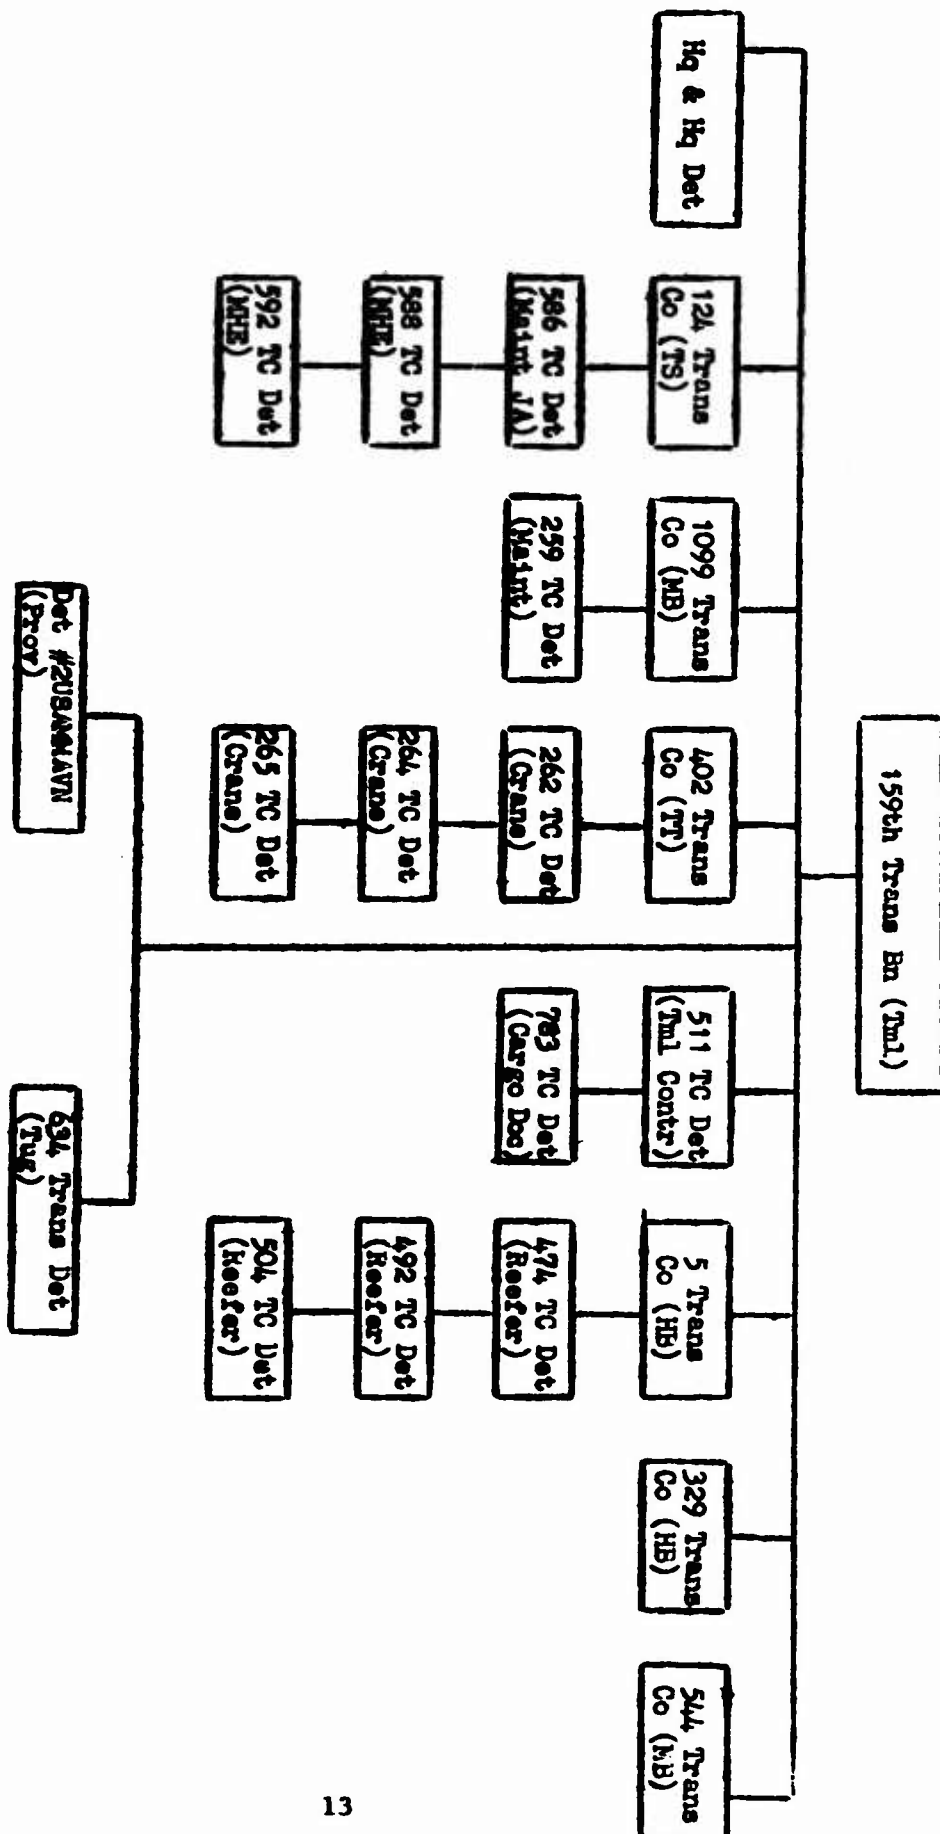 159th Trans Bn (Tml)
Hq & Hq Det
124 Trans
Co (TS)
586 TC Det
(Maint JA)
588 TC Det
(MHE)
592 TC Det
(MHE)
1099 Trans
Co (MB)
259 TC Det
(Maint)
402 Trans
Co (TT)
262 TC Det
(Crane)
264 TC Det
(Crane)
265 TC Det
(Crane)
511 TC Det
(Tml Contr)
783 TC Det
(Cargo Doc)
5 Trans
Co (HB)
474 TC Det
(Reefer)
492 TC Det
(Reefer)
504 TC Det
(Reefer)
329 Trans
Co (HB)
544 Trans
Co (MB)
Det
(Prov)
634 Trans Det
(Tug)
13